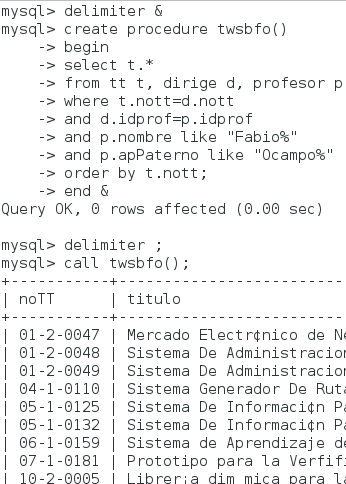 mysql> delimiter &
mysql> create procedure twsbfo()
-> begin
-> select t.*
-> from tt t, dirige d, profesor p
-> where t.nott=d.nott
-> and d.idprof=p.idprof
-> and p.nombre like "Fabio%"
-> and p.apPaterno like "Ocampo%"
-> order by t.nott;
-> end &
Query OK, 0 rows affected (0.00 sec)
mysql> delimiter ;
mysql> call twsbfo();
+-----------+------------------------
| noTT | titulo
+-----------+------------------------
| 01-2-0047 | Mercado Electr¢nico de Ne
| 01-2-0048 | Sistema De Administracion
| 01-2-0049 | Sistema De Administracion
| 04-1-0110 | Sistema Generador De Ruta
| 05-1-0125 | Sistema De Informaci¢n Pa
| 05-1-0132 | Sistema De Informaci¢n Pa
| 06-1-0159 | Sistema de Aprendizaje de
| 07-1-0181 | Prototipo para la Verfifi
| 10-2-0005 | Librer¡a dim mica para la